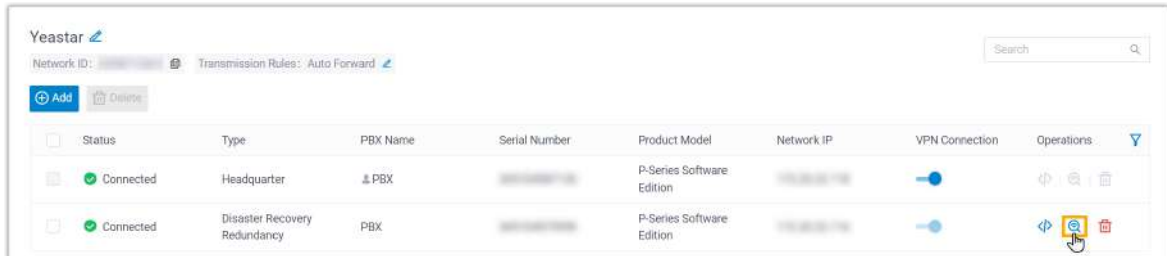 Yeastar
Network ID: Transmission Rules: Auto Forward
Search
Add Delete
Status Type PBX Name Serial Number Product Model Network IP VPN Connection Operations
Connected Headquarter PBX P-Series Software
Edition
Connected Disaster Recovery
Redundancy PBX P-Series Software
Edition